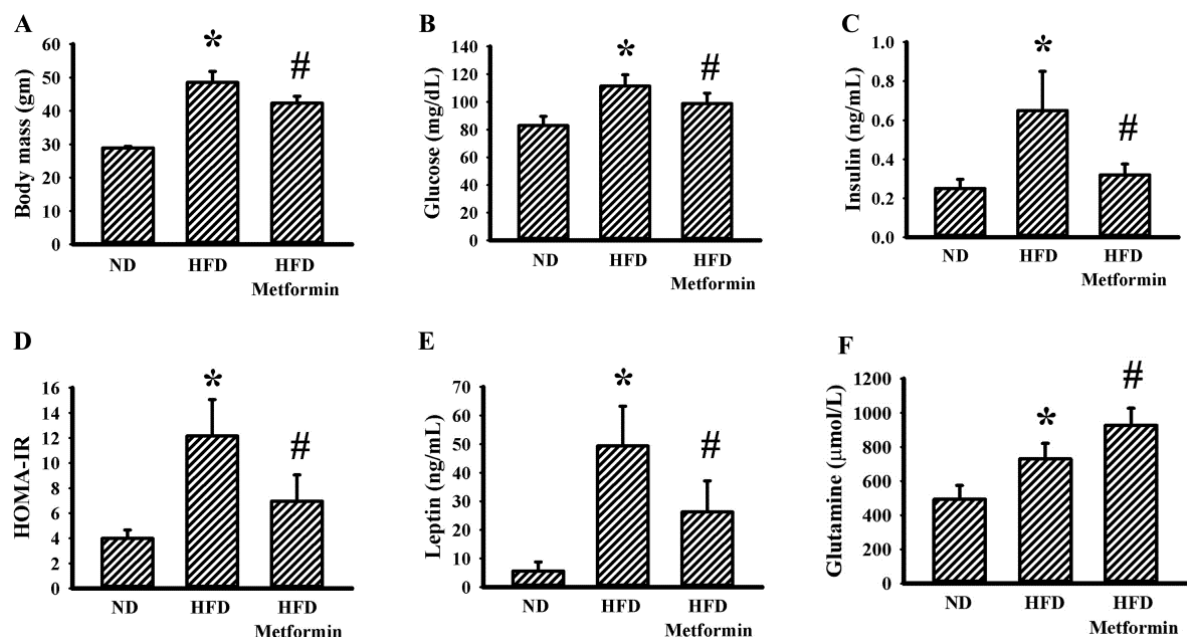 A
Body mass (gm)
60
50
40
30
20
10
0
*
#
ND HFD HFD
Metformin
B
Glucose (mg/dL)
140
120
100
80
60
40
20
0
*
#
ND HFD HFD
Metformin
C
Insulin (ng/mL)
1.0
0.8
0.6
0.4
0.2
0.0
*
#
ND HFD HFD
Metformin
D
HOMA-IR
16
14
12
10
8
6
4
2
0
*
#
ND HFD HFD
Metformin
E
Leptin (ng/mL)
70
60
50
40
30
20
10
0
*
#
ND HFD HFD
Metformin
F
Glutamine (μmol/L)
1200
1000
800
600
400
200
0
*
#
ND HFD HFD
Metformin